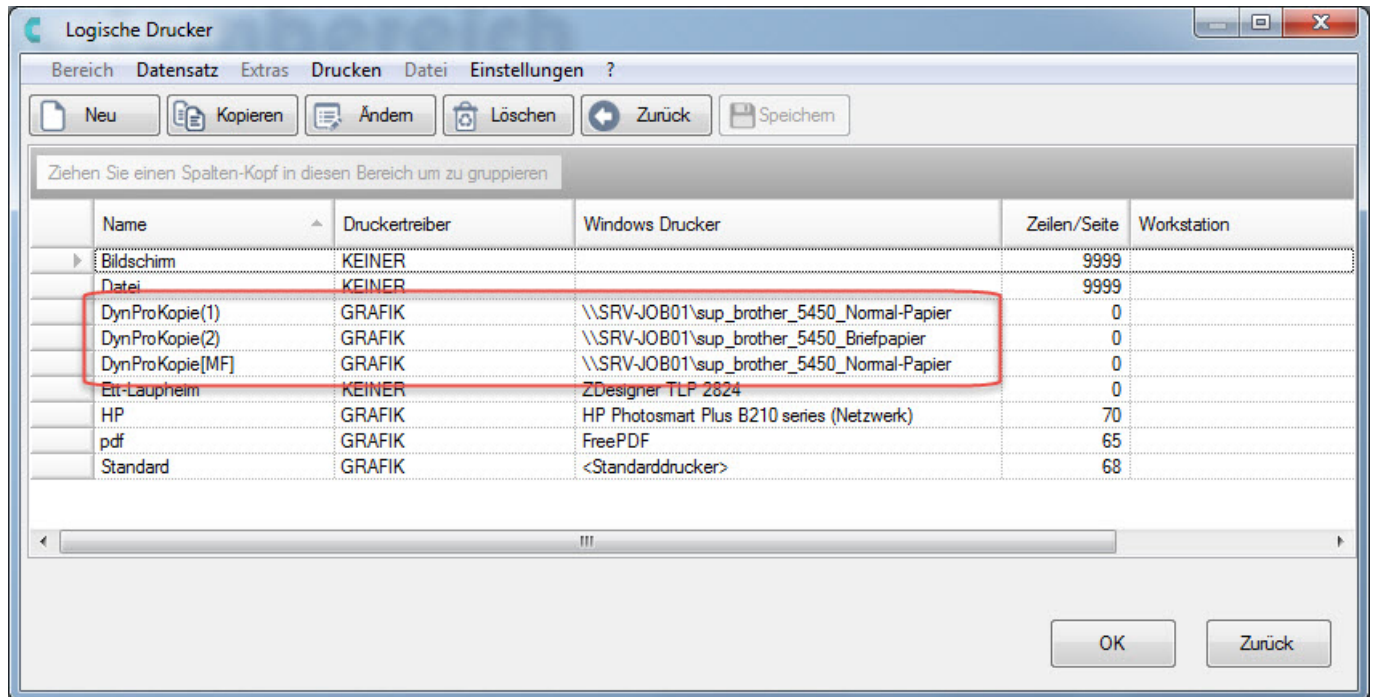 Logische Drucker
Bereich Datensatz Extras Drucken Datei Einstellungen ?
Neu Kopieren Ändern Löschen Zurück Speichern
Ziehen Sie einen Spalten-Kopf in diesen Bereich um zu gruppieren
Name Druckertreiber Windows Drucker Zeilen/Seite Workstation
Bildschirm KEINER 9999
Datei KEINER 9999
DynProKopie(1) GRAFIK \\SRV-JOB01\sup_brother_5450_Normal-Papier 0
DynProKopie(2) GRAFIK \\SRV-JOB01\sup_brother_5450_Briefpapier 0
DynProKopie[MF] GRAFIK \\SRV-JOB01\sup_brother_5450_Normal-Papier 0
Ett-Laupheim KEINER ZDesigner TLP 2824 0
HP GRAFIK HP Photosmart Plus B210 series (Netzwerk) 70
pdf GRAFIK FreePDF 65
Standard GRAFIK <Standarddrucker> 68
OK Zurück